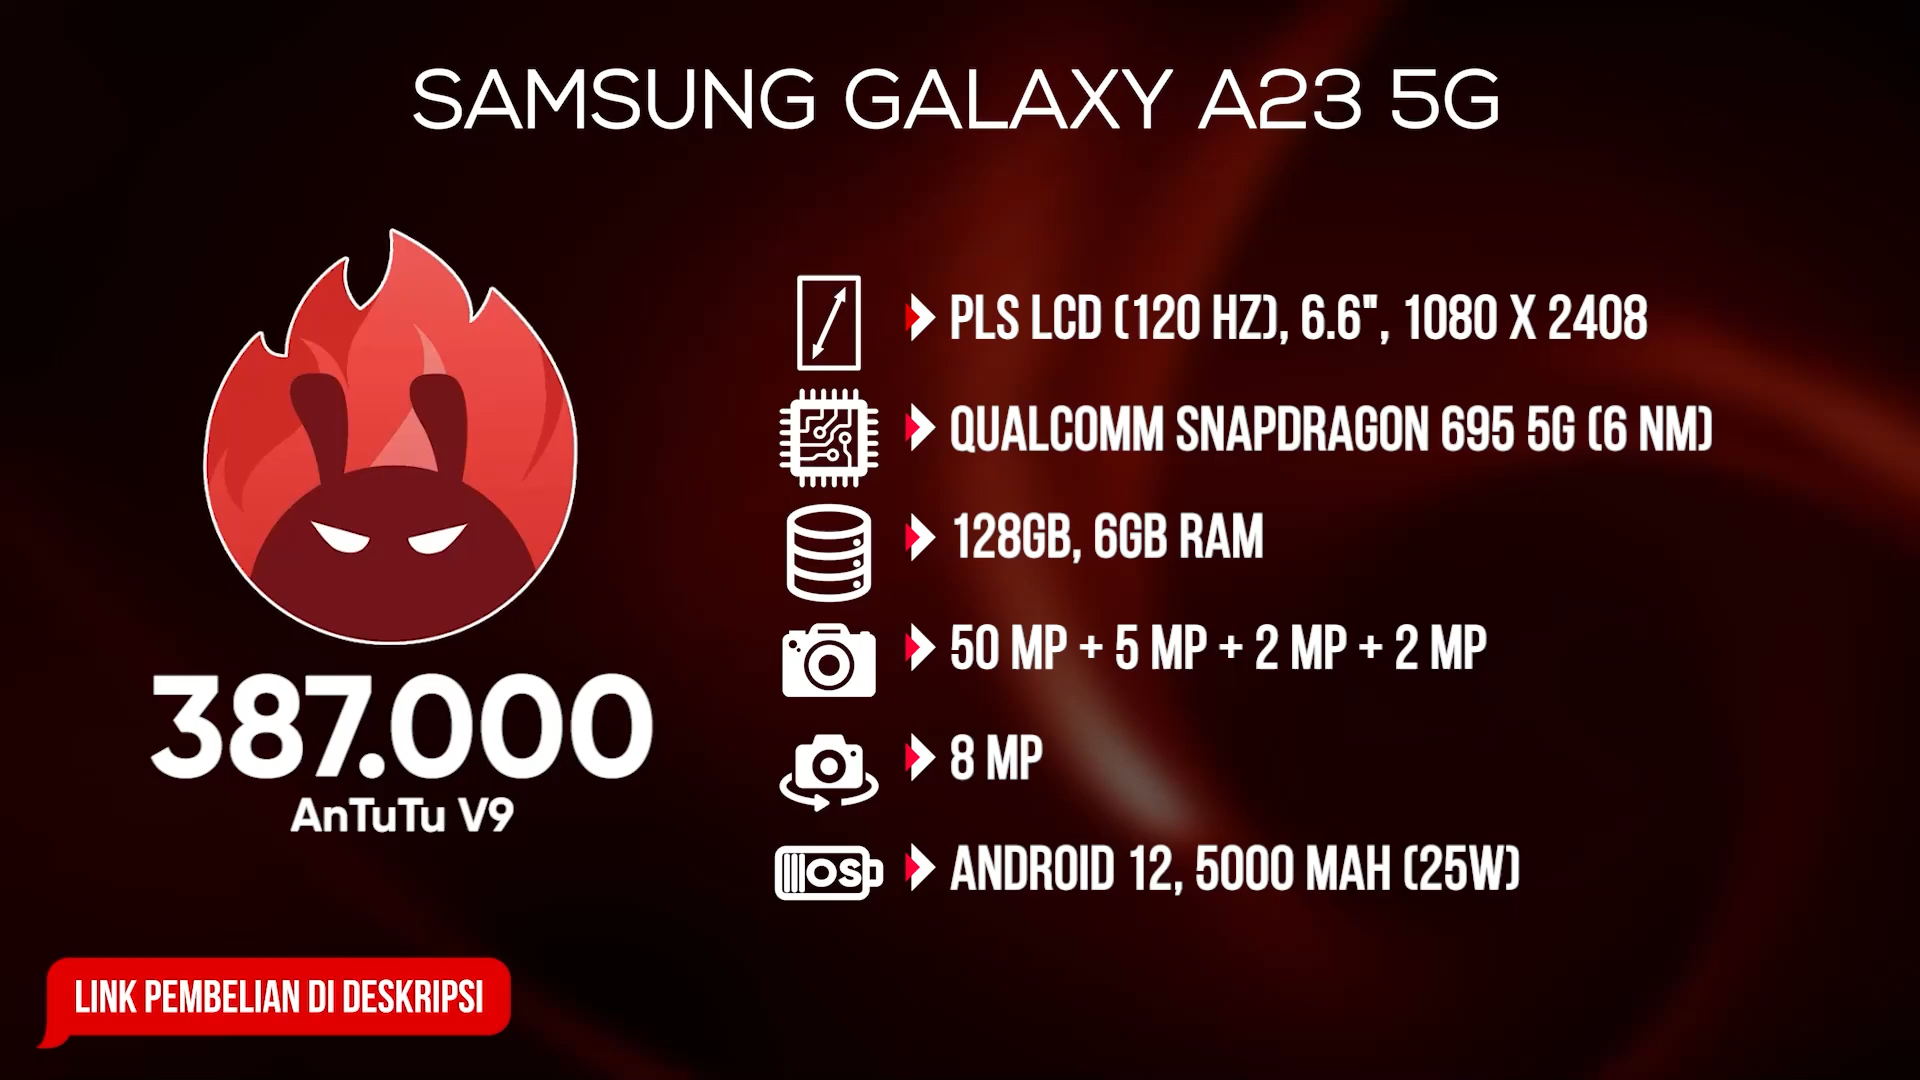 SAMSUNG GALAXY A23 5G
387.000
AnTuTu V9
PLS LCD (120 HZ), 6.6", 1080 X 2408
QUALCOMM SNAPDRAGON 695 5G (6 NM)
128GB, 6GB RAM
50 MP + 5 MP + 2 MP + 2 MP
8 MP
OS
ANDROID 12, 5000 MAH (25W)
LINK PEMBELIAN DI DESKRIPSI